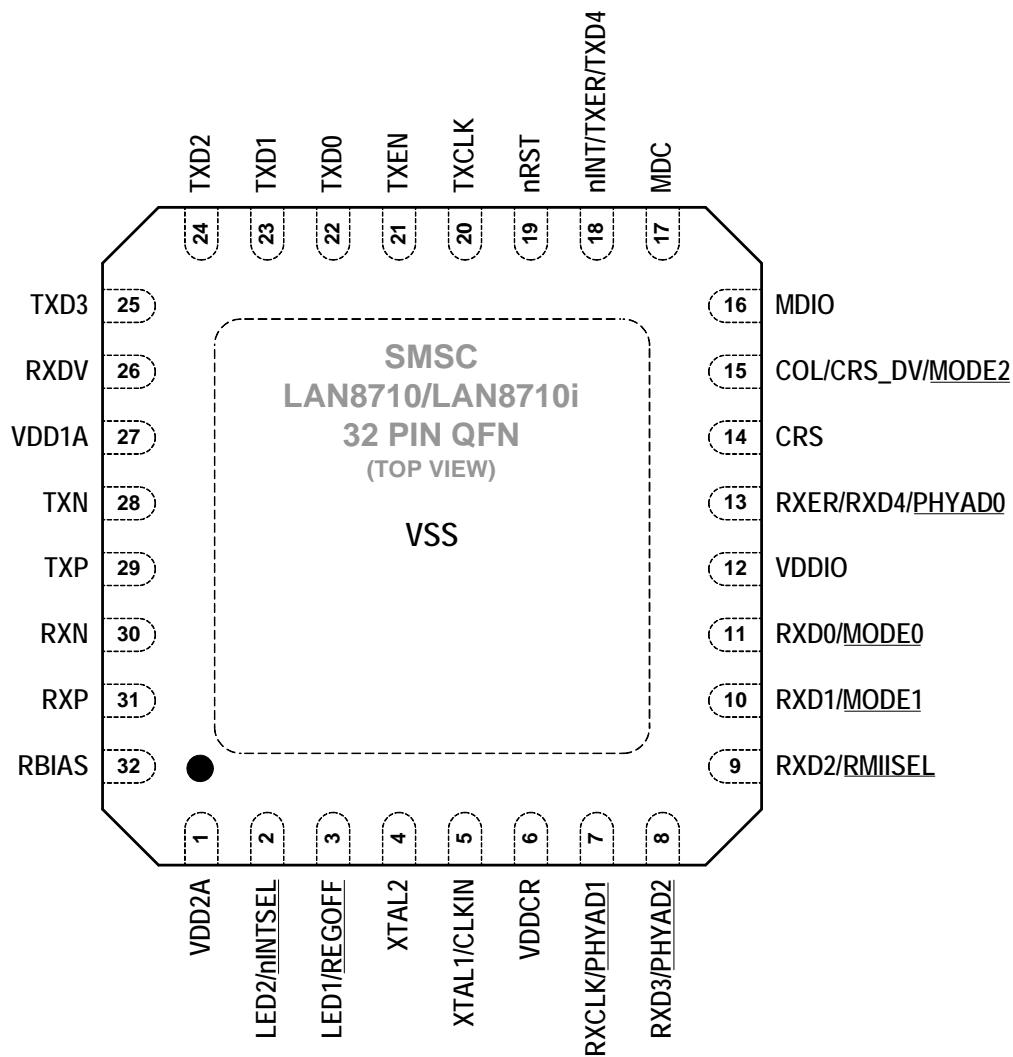 nINT/TXER/TXD4
TXD2
TXD1
TXD0
TXEN
TXCLK
nRST
MDC
24
23
22
21
20
19
18
17
TXD3 25
RXDV 26
VDD1A 27
TXN 28
TXP 29
RXN 30
RXP 31
RBIAS 32
SMSC
LAN8710/LAN8710i
32 PIN QFN
(TOP VIEW)
VSS
16 MDIO
15 COL/CRS_DV/MODE2
14 CRS
13 RXER/RXD4/PHYAD0
12 VDDIO
11 RXD0/MODE0
10 RXD1/MODE1
9 RXD2/RMIISEL
1
2
3
4
5
6
7
8
VDD2A
LED2/nINTSEL
LED1/REGOFF
XTAL2
XTAL1/CLKIN
VDDCR
RXCLK/PHYAD1
RXD3/PHYAD2